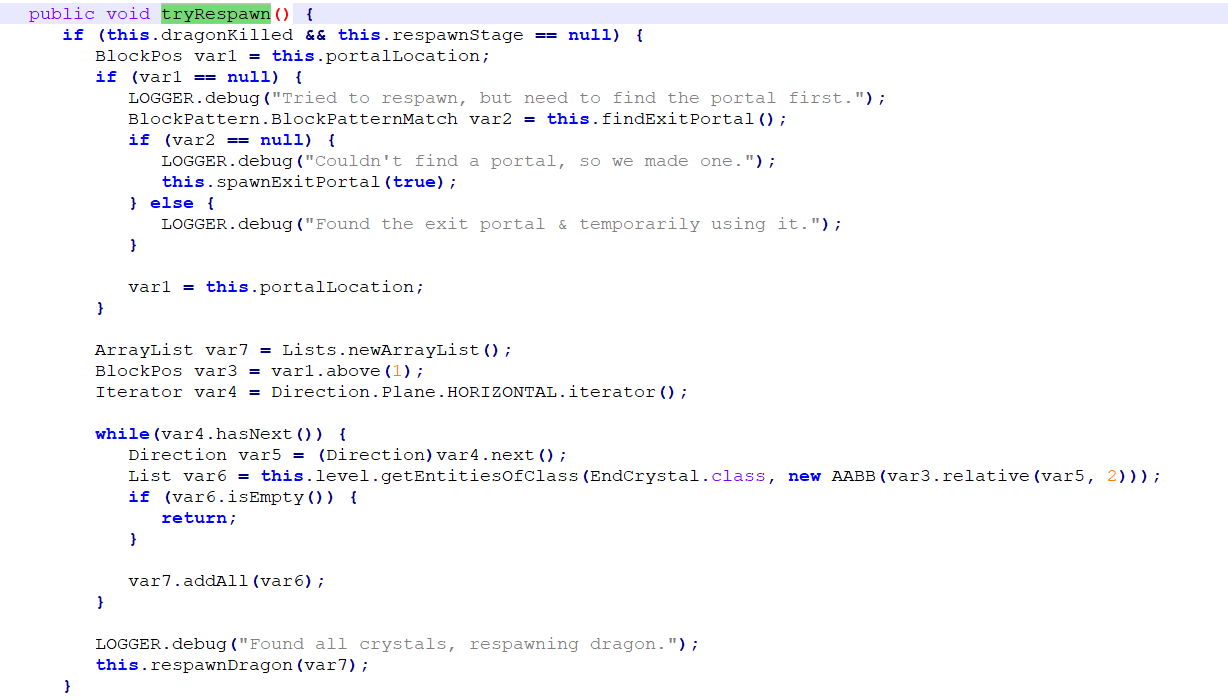 public void tryRespawn() {
if (this.dragonKilled && this.respawnStage == null) {
BlockPos var1 = this.portalLocation;
if (var1 == null) {
LOGGER.debug("Tried to respawn, but need to find the portal first.");
BlockPattern.BlockPatternMatch var2 = this.findExitPortal();
if (var2 == null) {
LOGGER.debug("Couldn't find a portal, so we made one.");
this.spawnExitPortal(true);
} else {
LOGGER.debug("Found the exit portal & temporarily using it.");
}
var1 = this.portalLocation;
}
ArrayList var7 = Lists.newArrayList();
BlockPos var3 = var1.above(1);
Iterator var4 = Direction.Plane.HORIZONTAL.iterator();
while(var4.hasNext()) {
Direction var5 = (Direction)var4.next();
List var6 = this.level.getEntitiesOfClass(EndCrystal.class, new AABB(var3.relative(var5, 2)));
if (var6.isEmpty()) {
return;
}
var7.addAll(var6);
}
LOGGER.debug("Found all crystals, respawning dragon.");
this.respawnDragon(var7);
}